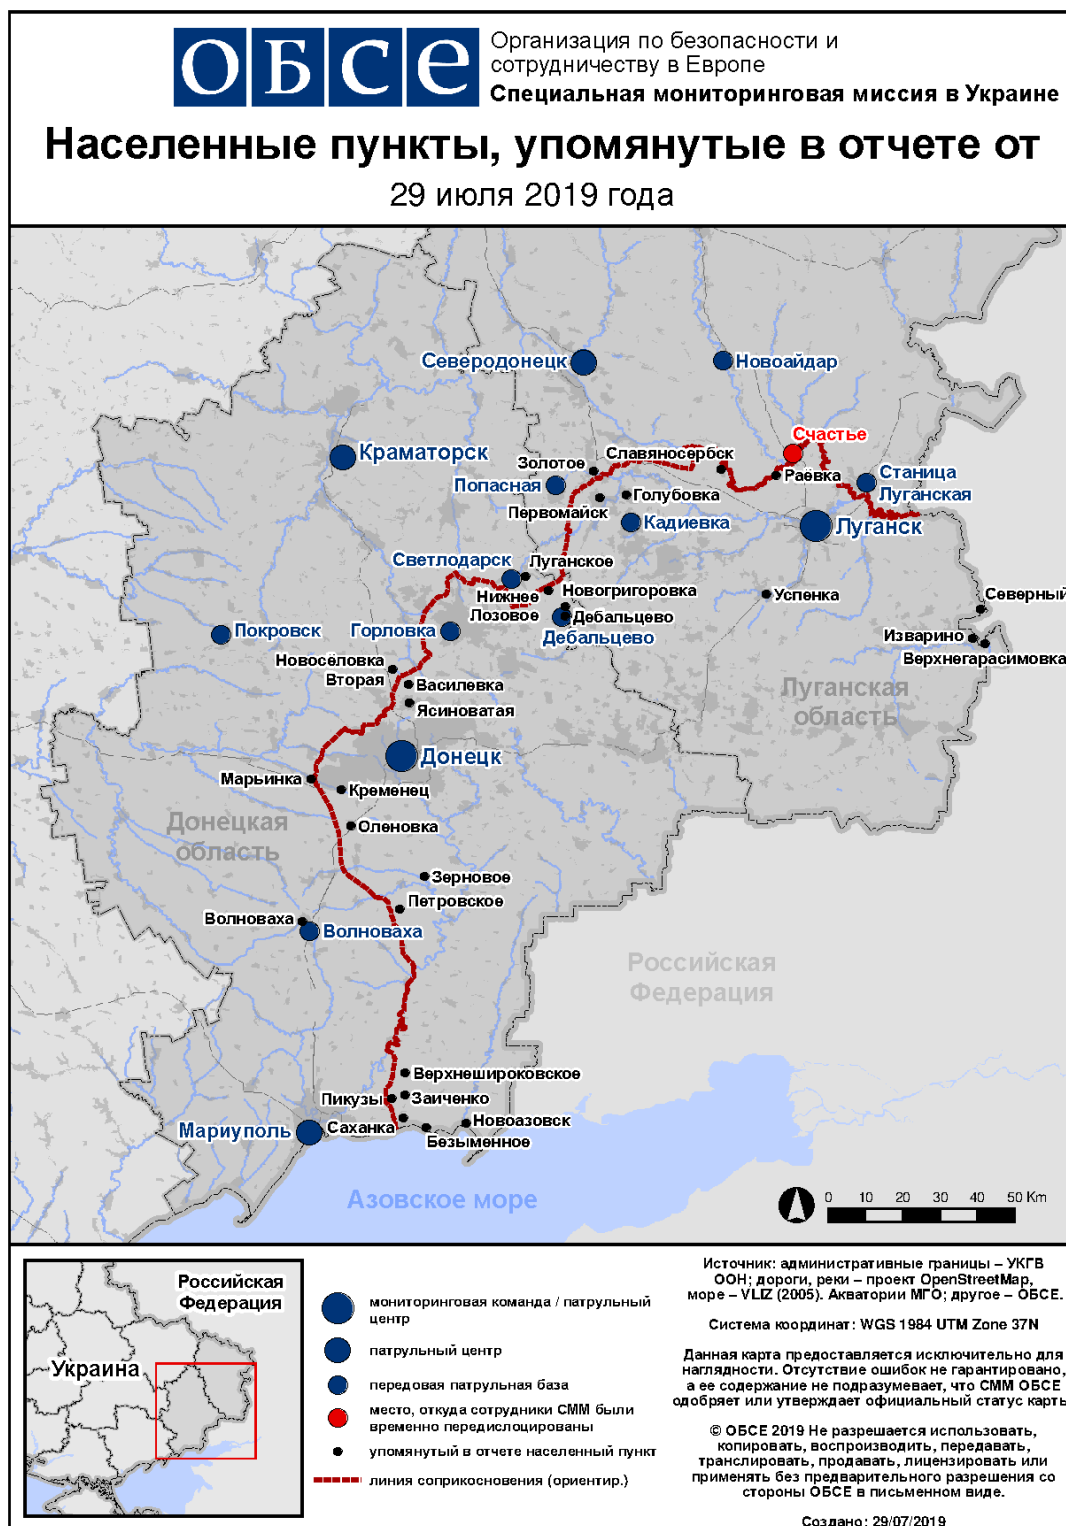 ОБСЕ
Организация по безопасности и
сотрудничеству в Европе
Специальная мониторинговая миссия в Украине
Населенные пункты, упомянутые в отчете от
29 июля 2019 года
Северодонецк
Новоайдар
Счастье
Краматорск
Золотое
Славяносербск
Раёвка
Станица
Луганская
Попасная
Голубовка
Первомайск
Кадиевка
Луганск
Светлодарск
Луганское
Нижнее
Лозовое
Новогригоровка
Дебальцево
Дебальцево
Успенка
Северный
Изварино
Верхнегарасимовка
Покровск
Горловка
Новосёловка
Вторая
Василевка
Ясиноватая
Луганская
область
Донецк
Марьинка
Кременец
Донецкая
область
Оленовка
Зерновое
Петровское
Волноваха
Волноваха
Российская
Федерация
Верхнешироковское
Пикузы
Заиченко
Мариуполь
Саханка
Новоазовск
Безыменное
Азовское море
0 10 20 30 40 50 Km
Российская
Федерация
Украина
мониторинговая команда / патрульный
центр
патрульный центр
передовая патрульная база
место, откуда сотрудники СММ были
временно передислоцированы
упомянутый в отчете населенный пункт
линия соприкосновения (ориентир.)
Источник: административные границы – УКГВ
ООН; дороги, реки – проект OpenStreetMap,
море – VLIZ (2005). Акватории МГО; другое – ОБСЕ.
Система координат: WGS 1984 UTM Zone 37N
Данная карта предоставляется исключительно для
наглядности. Отсутствие ошибок не гарантировано,
а ее содержание не подразумевает, что СММ ОБСЕ
одобряет или утверждает официальный статус карты
© ОБСЕ 2019 Не разрешается использовать,
копировать, воспроизводить, передавать,
транслировать, продавать, лицензировать или
применять без предварительного разрешения со
стороны ОБСЕ в письменном виде.
Создано: 29/07/2019